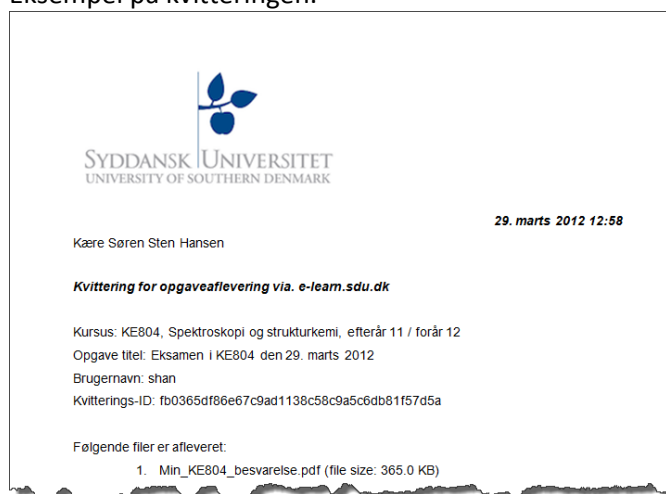 Eksempel på kvitteringen:
SYDDANSK UNIVERSITET
UNIVERSITY OF SOUTHERN DENMARK
29. marts 2012 12:58
Kære Søren Sten Hansen
Kvittering for opgaveaflevering via. e-learn.sdu.dk
Kursus: KE804, Spektroskopi og strukturkemi, efterår 11 / forår 12
Opgave titel: Eksamen i KE804 den 29. marts 2012
Brugernavn: shan
Kvitterings-ID: fb0365df86e67c9ad1138c58c9a5c6db81f57d5a
Følgende filer er afleveret:
1. Min_KE804_besvarelse.pdf (file size: 365.0 KB)